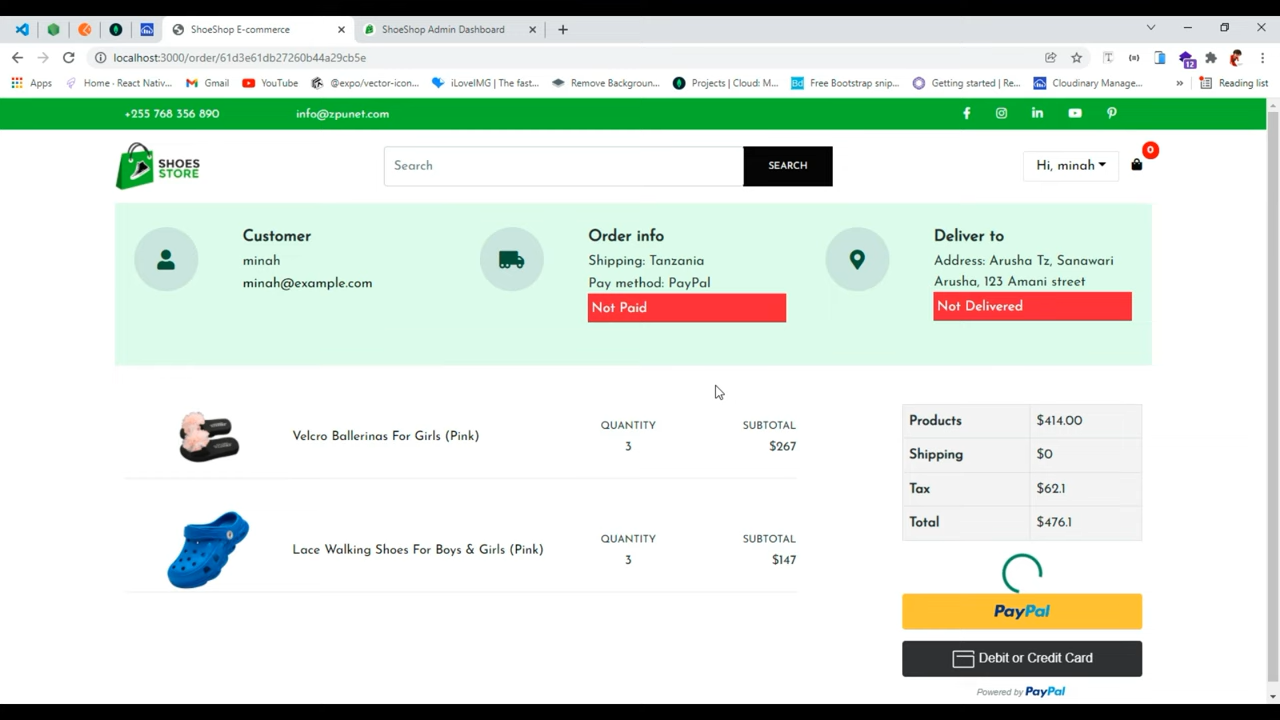 ShoeShop E-commerce
ShoeShop Admin Dashboard
localhost:3000/order/61d3e61db27260b44a29cb5e
12
Apps
Home - React Nativ...
Gmail
YouTube
@expo/vector-icon...
iLoveIMG | The fast...
Remove Backgroun...
Projects | Cloud: M...
Free Bootstrap snip...
Getting started | Re...
Cloudinary Manage...
»
Reading list
+255 768 356 890
info@zpunet.com
SHOES
STORE
Search
SEARCH
Hi, minah
0
Customer
minah
minah@example.com
Order info
Shipping: Tanzania
Pay method: PayPal
Not Paid
Deliver to
Address: Arusha Tz, Sanawari
Arusha, 123 Amani street
Not Delivered
Velcro Ballerinas For Girls (Pink)
QUANTITY
3
SUBTOTAL
$267
Lace Walking Shoes For Boys & Girls (Pink)
QUANTITY
3
SUBTOTAL
$147
Products $414.00
Shipping $0
Tax $62.1
Total $476.1
PayPal
Debit or Credit Card
Powered by PayPal